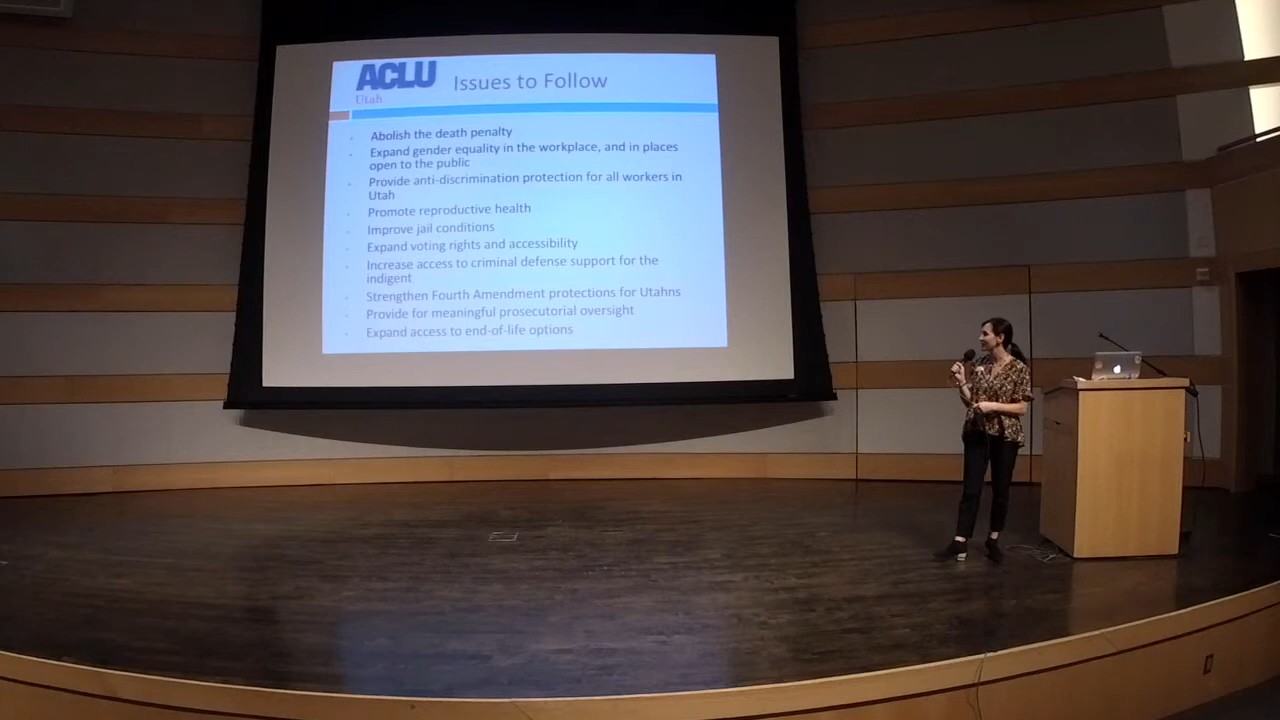 ACLU
Utah
Issues to Follow
Abolish the death penalty
Expand gender equality in the workplace, and in places
open to the public
Provide anti-discrimination protection for all workers in
Utah
Promote reproductive health
Improve jail conditions
Expand voting rights and accessibility
Increase access to criminal defense support for the
indigent
Strengthen Fourth Amendment protections for Utahns
Provide for meaningful prosecutorial oversight
Expand access to end-of-life options